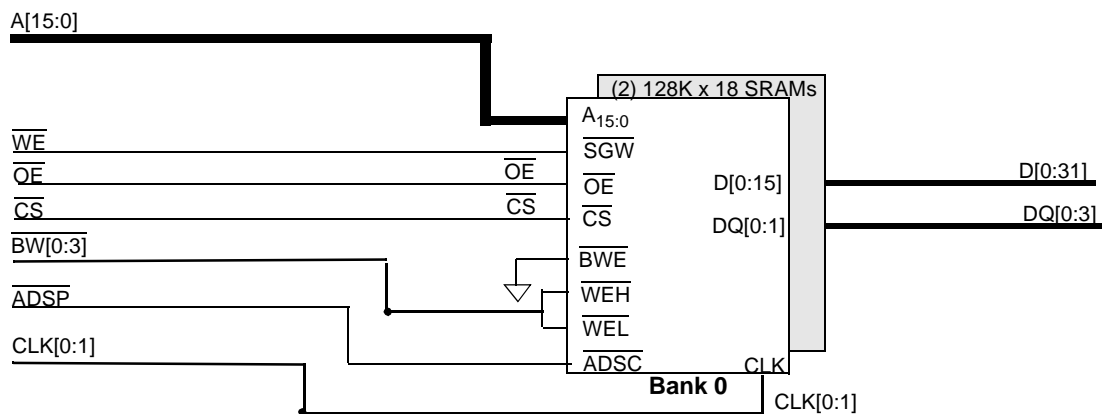 A[15:0]
(2) 128K x 18 SRAMs
A15:0
WE
SGW
OE
OE
OE
D[0:15]
D[0:31]
CS
CS
CS
DQ[0:1]
DQ[0:3]
BW[0:3]
BWE
ADSP
WEH
WEL
CLK[0:1]
ADSC
CLK
Bank 0
CLK[0:1]